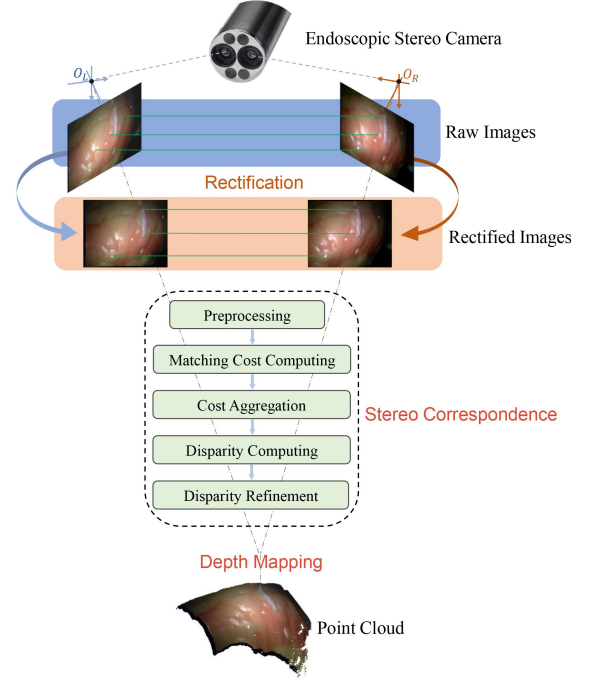 Endoscopic Stereo Camera
O_L
O_R
Raw Images
Rectification
Rectified Images
Preprocessing
Matching Cost Computing
Cost Aggregation
Stereo Correspondence
Disparity Computing
Disparity Refinement
Depth Mapping
Point Cloud